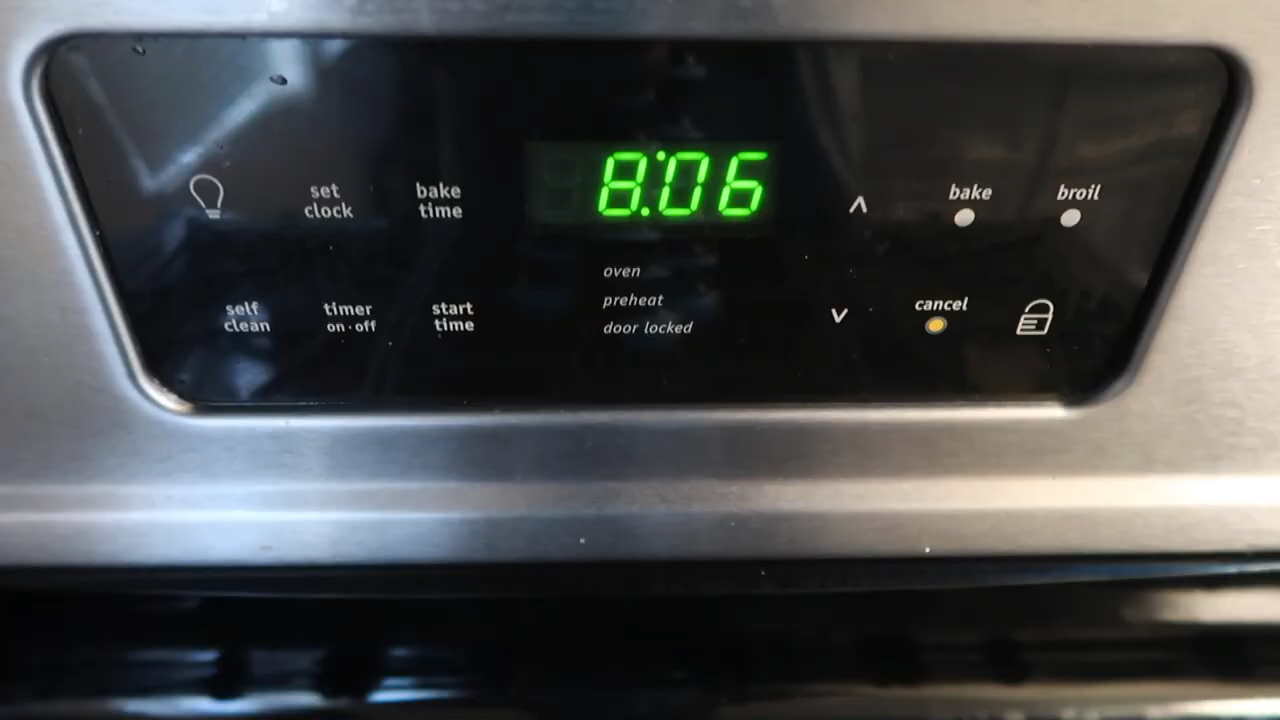 8:06
set clock
bake time
bake
broil
oven
preheat
door locked
self clean
timer on·off
start time
cancel